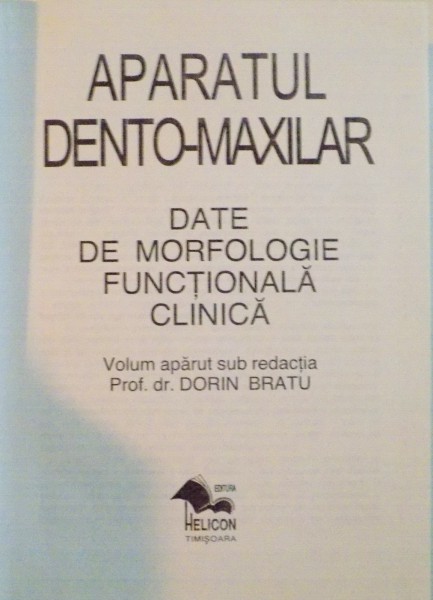 APARATUL
DENTO-MAXILAR
DATE
DE MORFOLOGIE
FUNCȚIONALĂ
CLINICĂ
Volum apărut sub redacția
Prof. dr. DORIN BRATU
EDITURA
HELICON
TIMIȘOARA